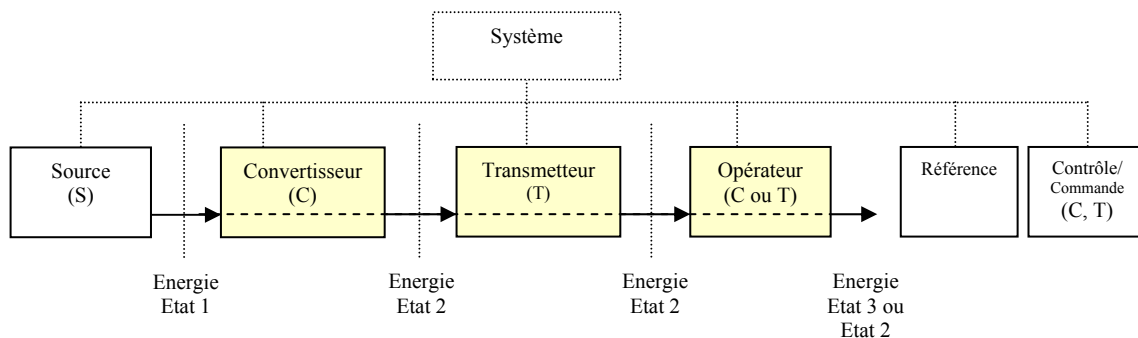 Système
Source
(S)
Convertisseur
(C)
Transmetteur
(T)
Opérateur
(C ou T)
Référence
Contrôle/
Commande
(C, T)
Energie
Etat 1
Energie
Etat 2
Energie
Etat 2
Energie
Etat 3 ou
Etat 2